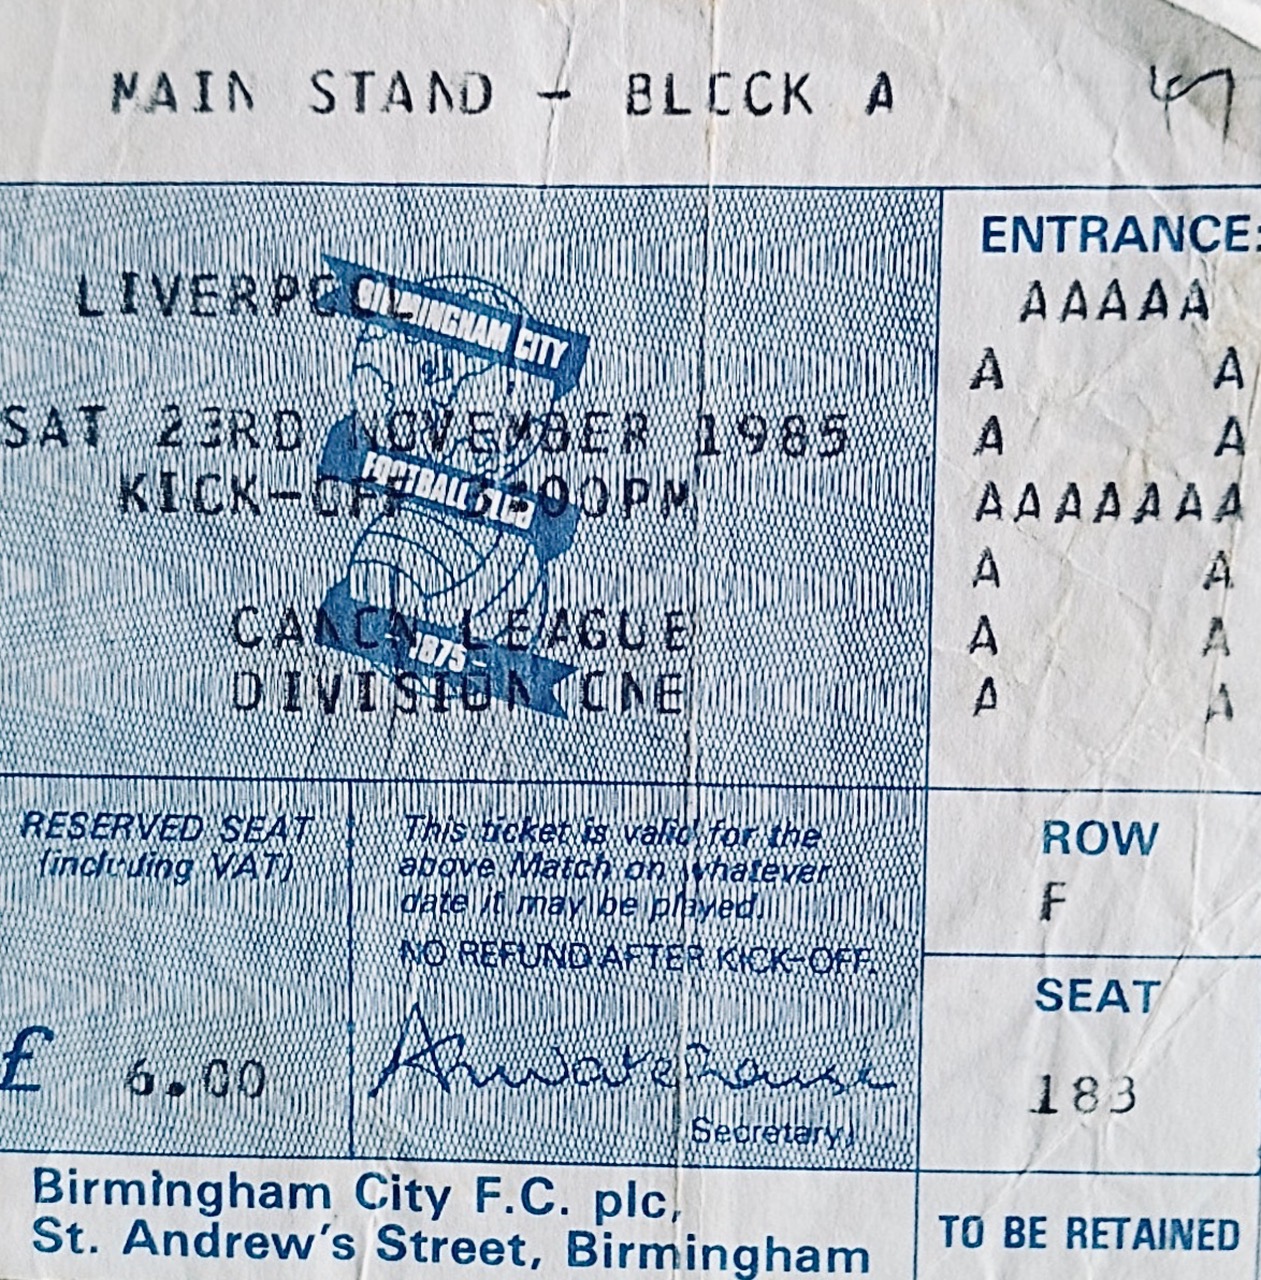 MAIN STAND - BLOCK A
47
LIVERPOOL
BIRMINGHAM CITY
SAT 23RD NOVEMBER 1985
FOOTBALL CLUB
KICK-OFF 3.00PM
CANON LEAGUE
- 1875 -
DIVISION ONE
ENTRANCE:
AAAAA
A A
A A
AAAAAAA
A A
A A
A A
RESERVED SEAT
(including VAT)
£ 6.00
This ticket is valid for the
above Match on whatever
date it may be played.
NO REFUND AFTER KICK-OFF.
AWaterhouse
Secretary
ROW
F
SEAT
183
Birmingham City F.C. plc,
St. Andrew's Street, Birmingham
TO BE RETAINED